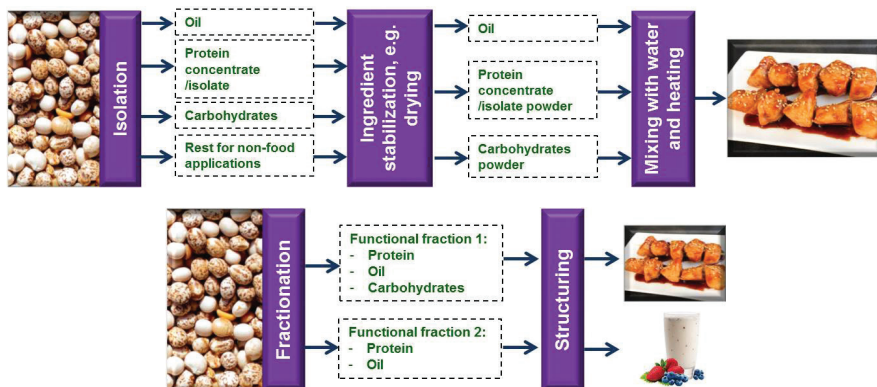 Isolation
Oil
Protein
concentrate
/isolate
Carbohydrates
Rest for non-food
applications
Ingredient
stabilization, e.g.
drying
Oil
Protein
concentrate
/isolate powder
Carbohydrates
powder
Mixing with water
and heating
Fractionation
Functional fraction 1:
- Protein
- Oil
- Carbohydrates
Functional fraction 2:
- Protein
- Oil
Structuring